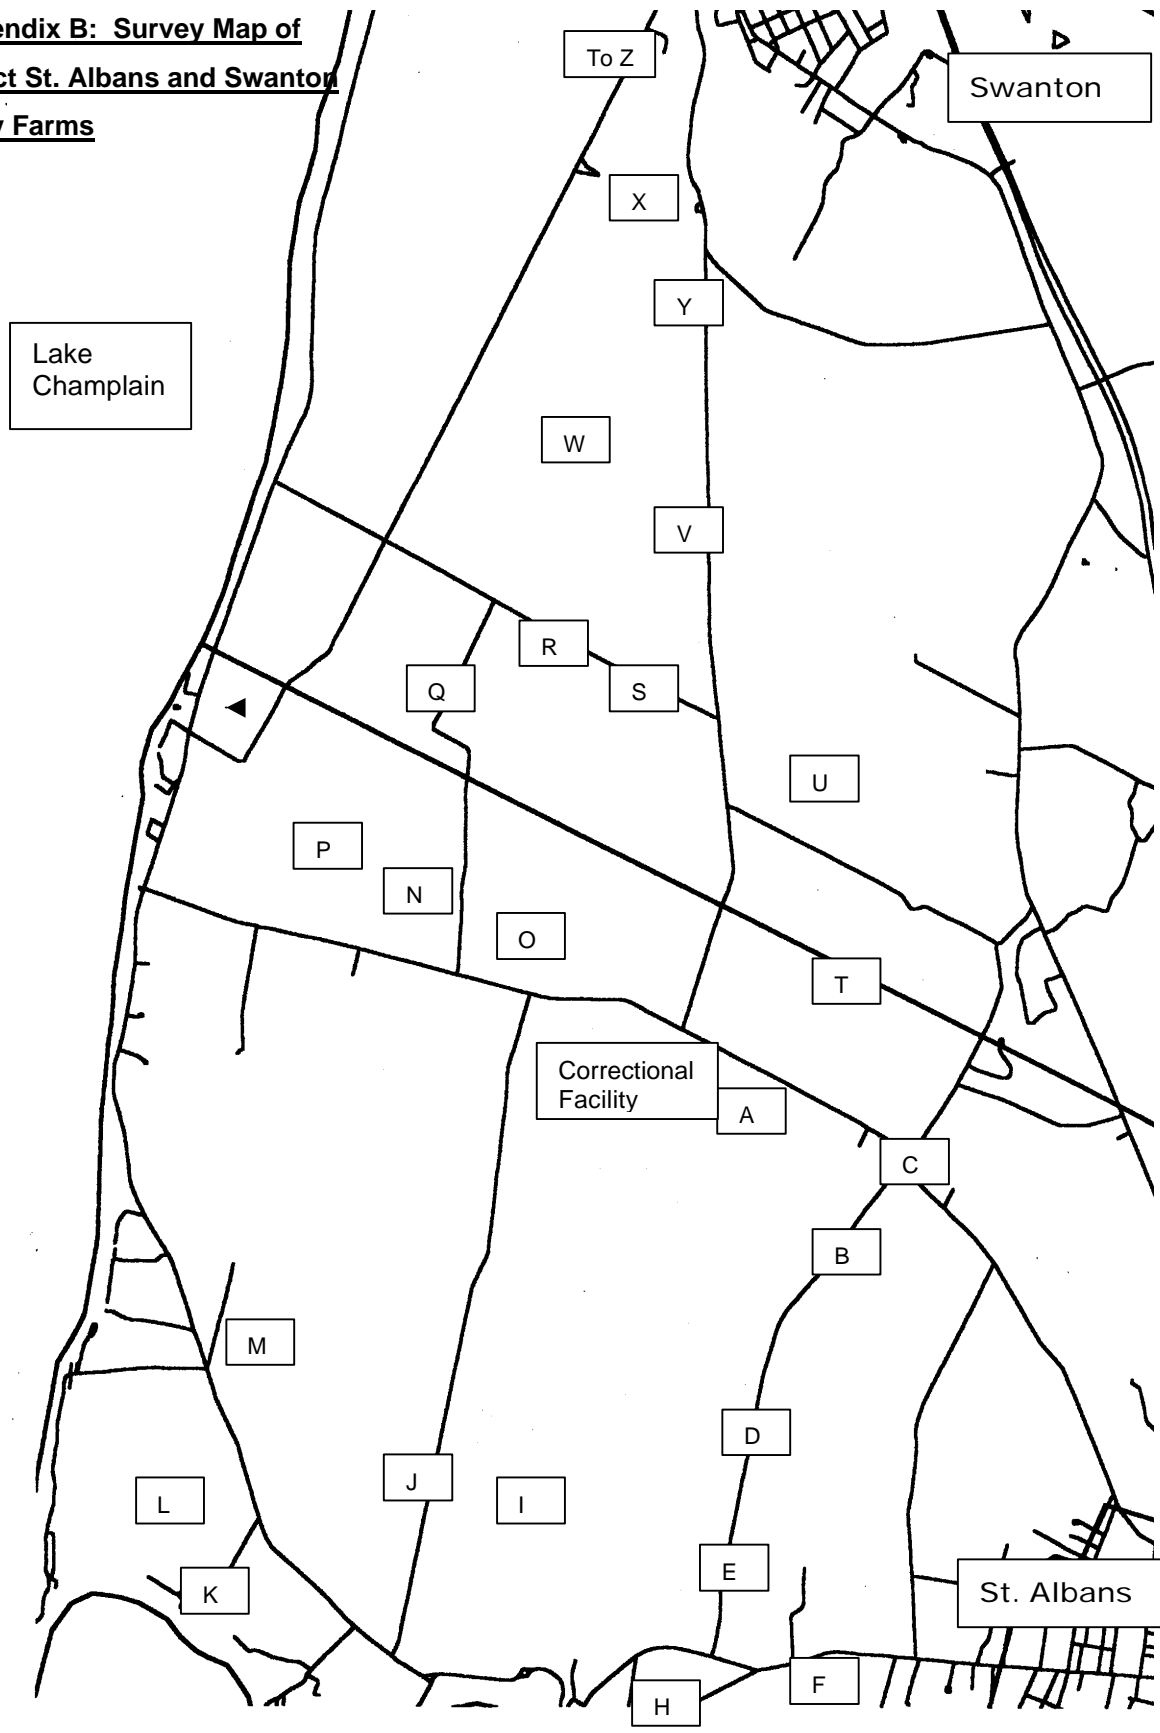 endix B: Survey Map of
ct St. Albans and Swanton
y Farms
To Z
Swanton
X
Y
Lake
Champlain
W
V
R
Q
S
U
P
N
O
T
Correctional
Facility
A
C
B
M
D
J
I
L
E
K
St. Albans
F
H